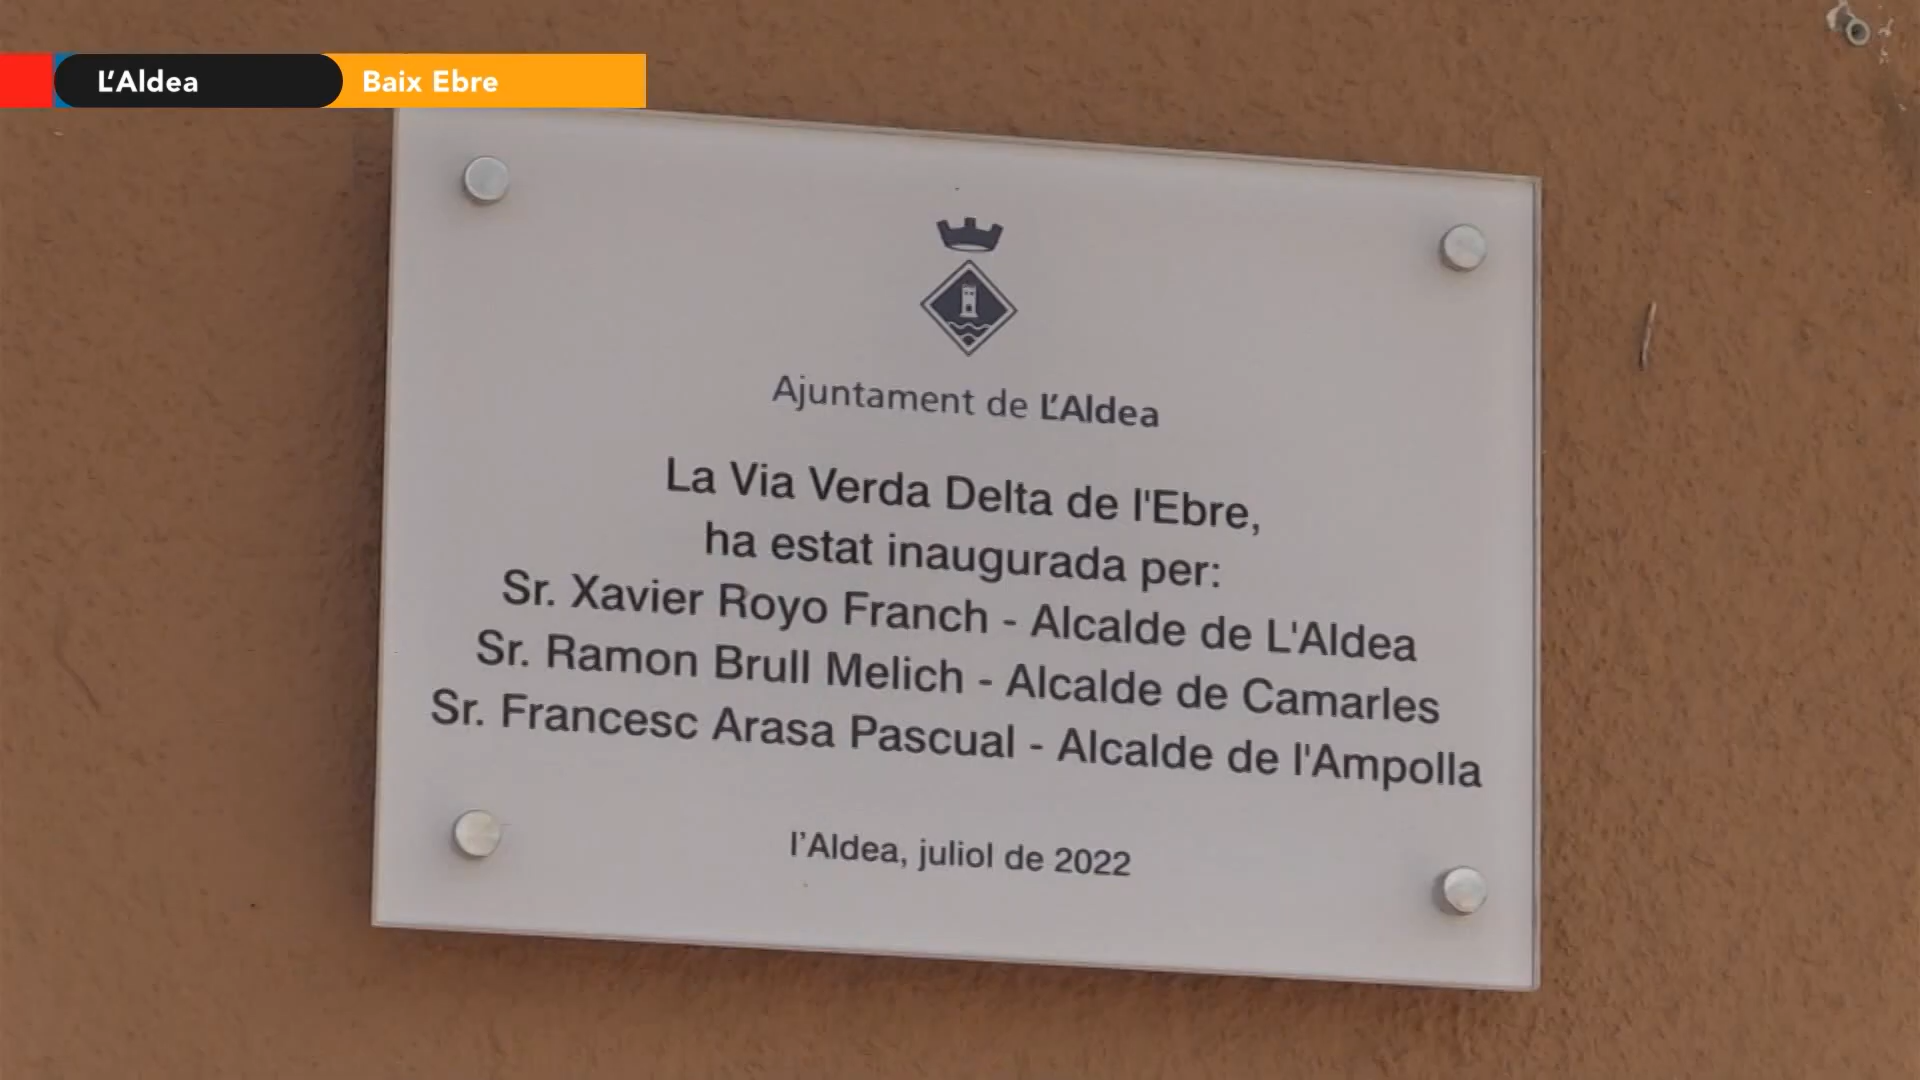 L'Aldea
Baix Ebre
Ajuntament de L'Aldea
La Via Verda Delta de l'Ebre,
ha estat inaugurada per:
Sr. Xavier Royo Franch - Alcalde de L'Aldea
Sr. Ramon Brull Melich - Alcalde de Camarles
Sr. Francesc Arasa Pascual - Alcalde de l'Ampolla
l'Aldea, juliol de 2022